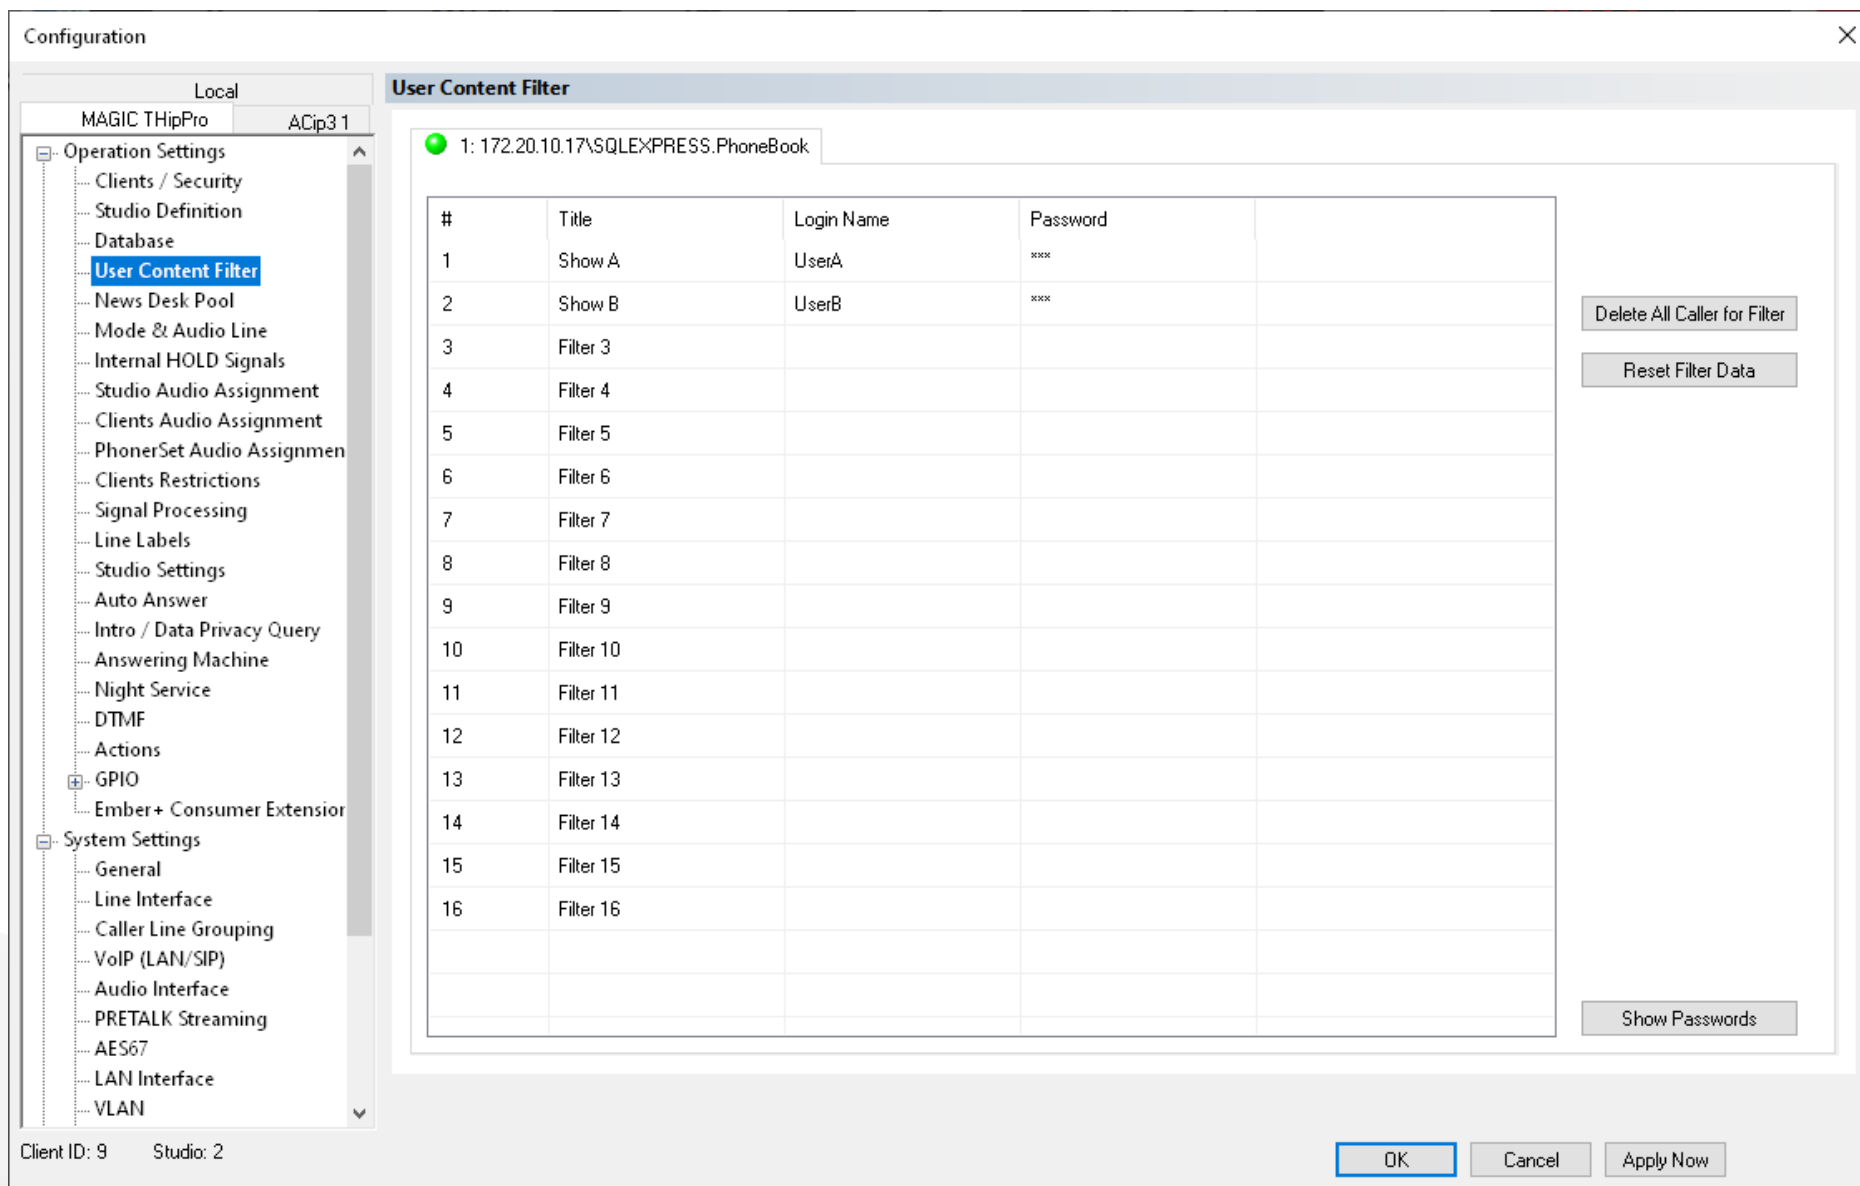 Configuration
Local
MAGIC THipPro
ACip3 1
Operation Settings
Clients / Security
Studio Definition
Database
User Content Filter
News Desk Pool
Mode & Audio Line
Internal HOLD Signals
Studio Audio Assignment
Clients Audio Assignment
PhonerSet Audio Assignmen
Clients Restrictions
Signal Processing
Line Labels
Studio Settings
Auto Answer
Intro / Data Privacy Query
Answering Machine
Night Service
DTMF
Actions
GPIO
Ember+ Consumer Extension
System Settings
General
Line Interface
Caller Line Grouping
VoIP (LAN/SIP)
Audio Interface
PRETALK Streaming
AES67
LAN Interface
VLAN
Client ID: 9 Studio: 2
User Content Filter
1: 172.20.10.17\SQLEXPRESS.PhoneBook
# Title Login Name Password
1 Show A UserA ***
2 Show B UserB ***
3 Filter 3
4 Filter 4
5 Filter 5
6 Filter 6
7 Filter 7
8 Filter 8
9 Filter 9
10 Filter 10
11 Filter 11
12 Filter 12
13 Filter 13
14 Filter 14
15 Filter 15
16 Filter 16
Delete All Caller for Filter
Reset Filter Data
Show Passwords
OK Cancel Apply Now